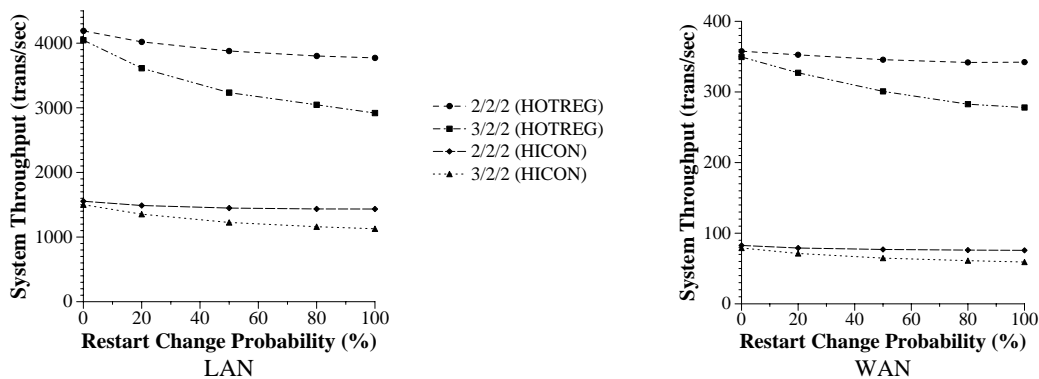 System Throughput (trans/sec)
4000
3000
2000
1000
0
0 20 40 60 80 100
Restart Change Probability (%)
LAN
2/2/2 (HOTREG)
3/2/2 (HOTREG)
2/2/2 (HICON)
3/2/2 (HICON)
System Throughput (trans/sec)
400
300
200
100
0
0 20 40 60 80 100
Restart Change Probability (%)
WAN